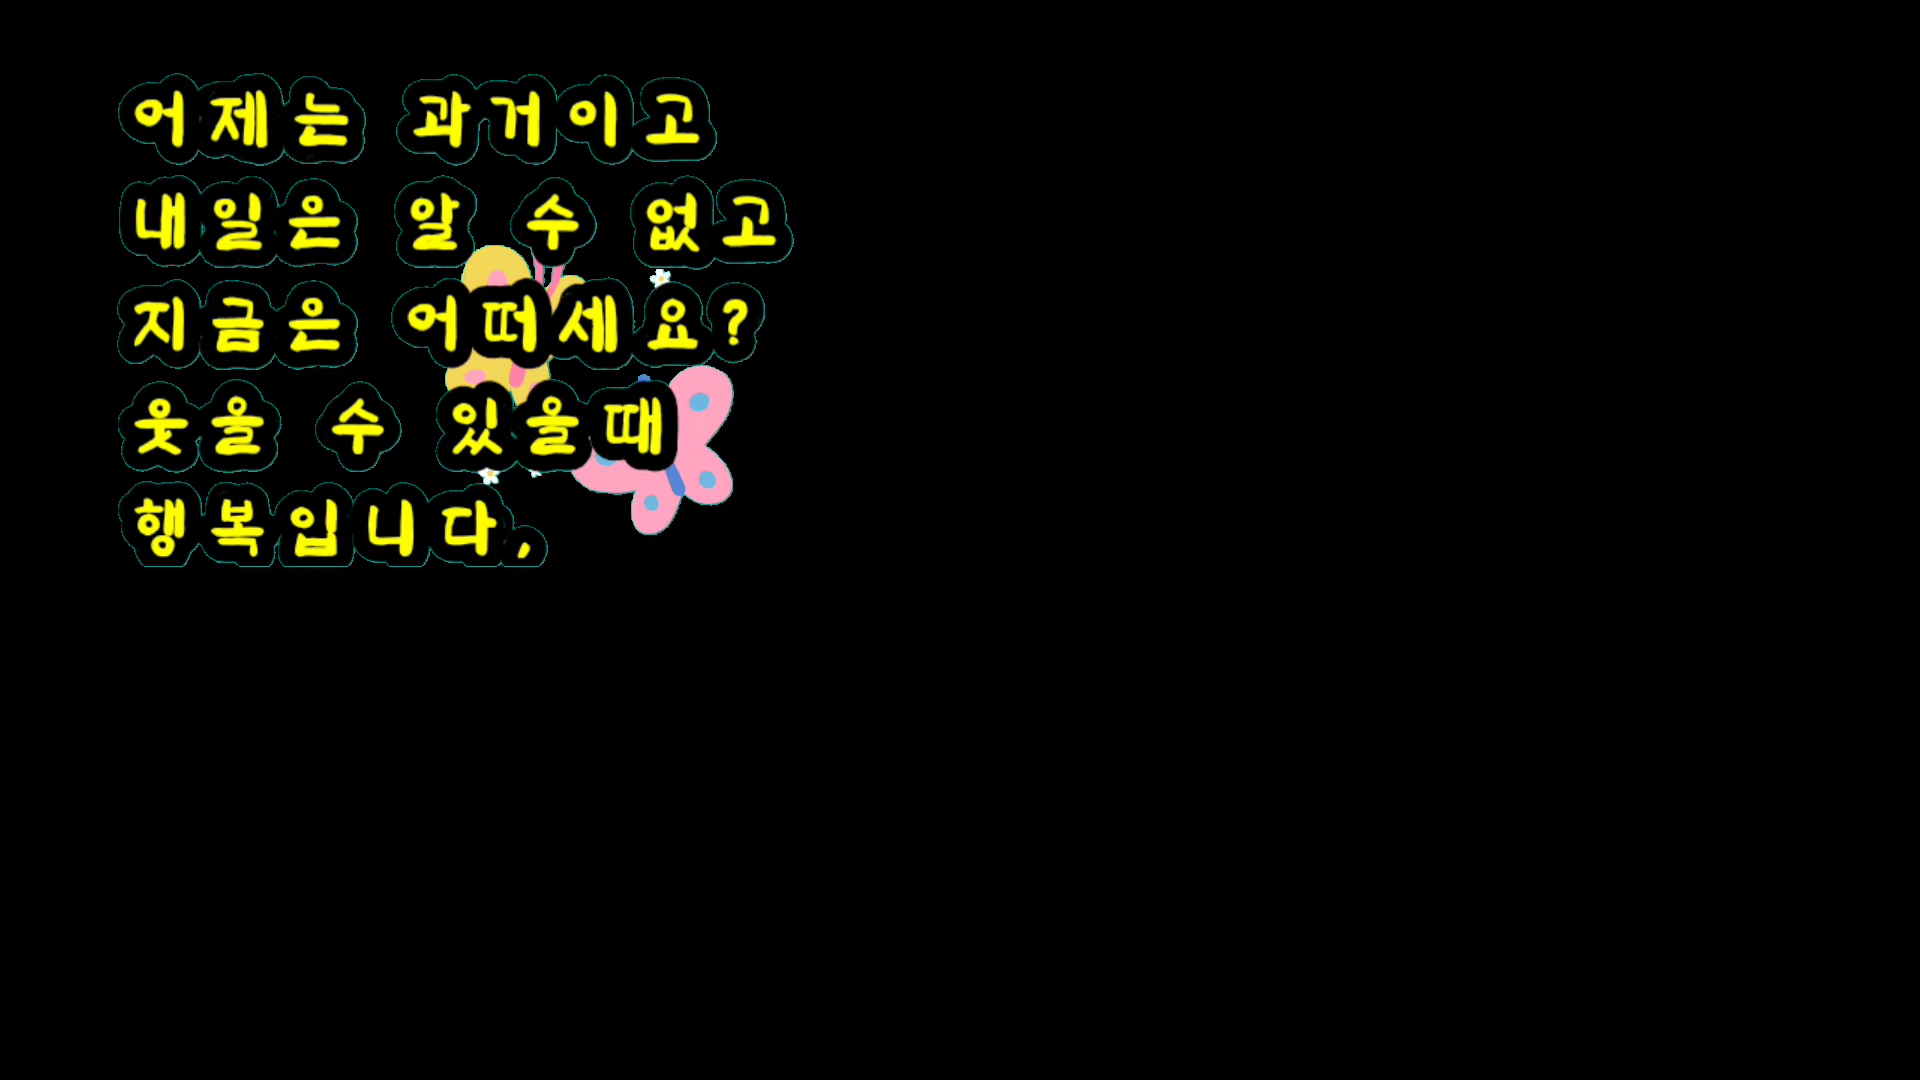 어제는 과거이고
내일은 알 수 없고
지금은 어떠세요?
웃을 수 있을때
행복입니다,